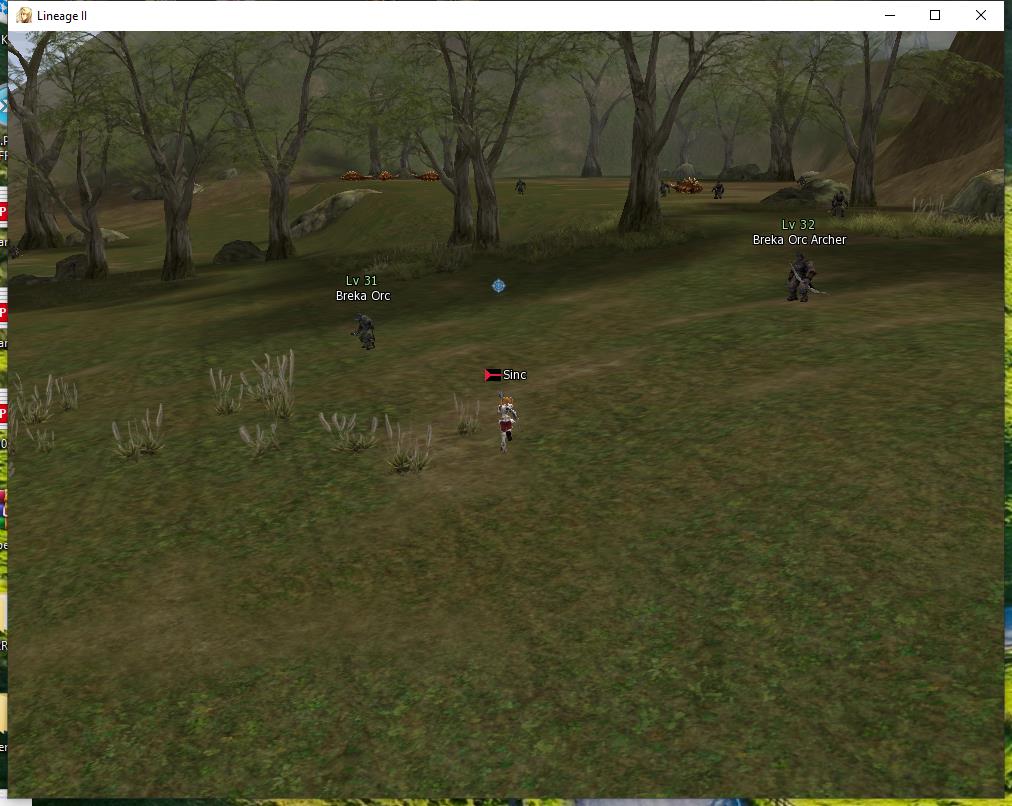 Lineage II
Lv 32
Breka Orc Archer
Lv 31
Breka Orc
Sinc